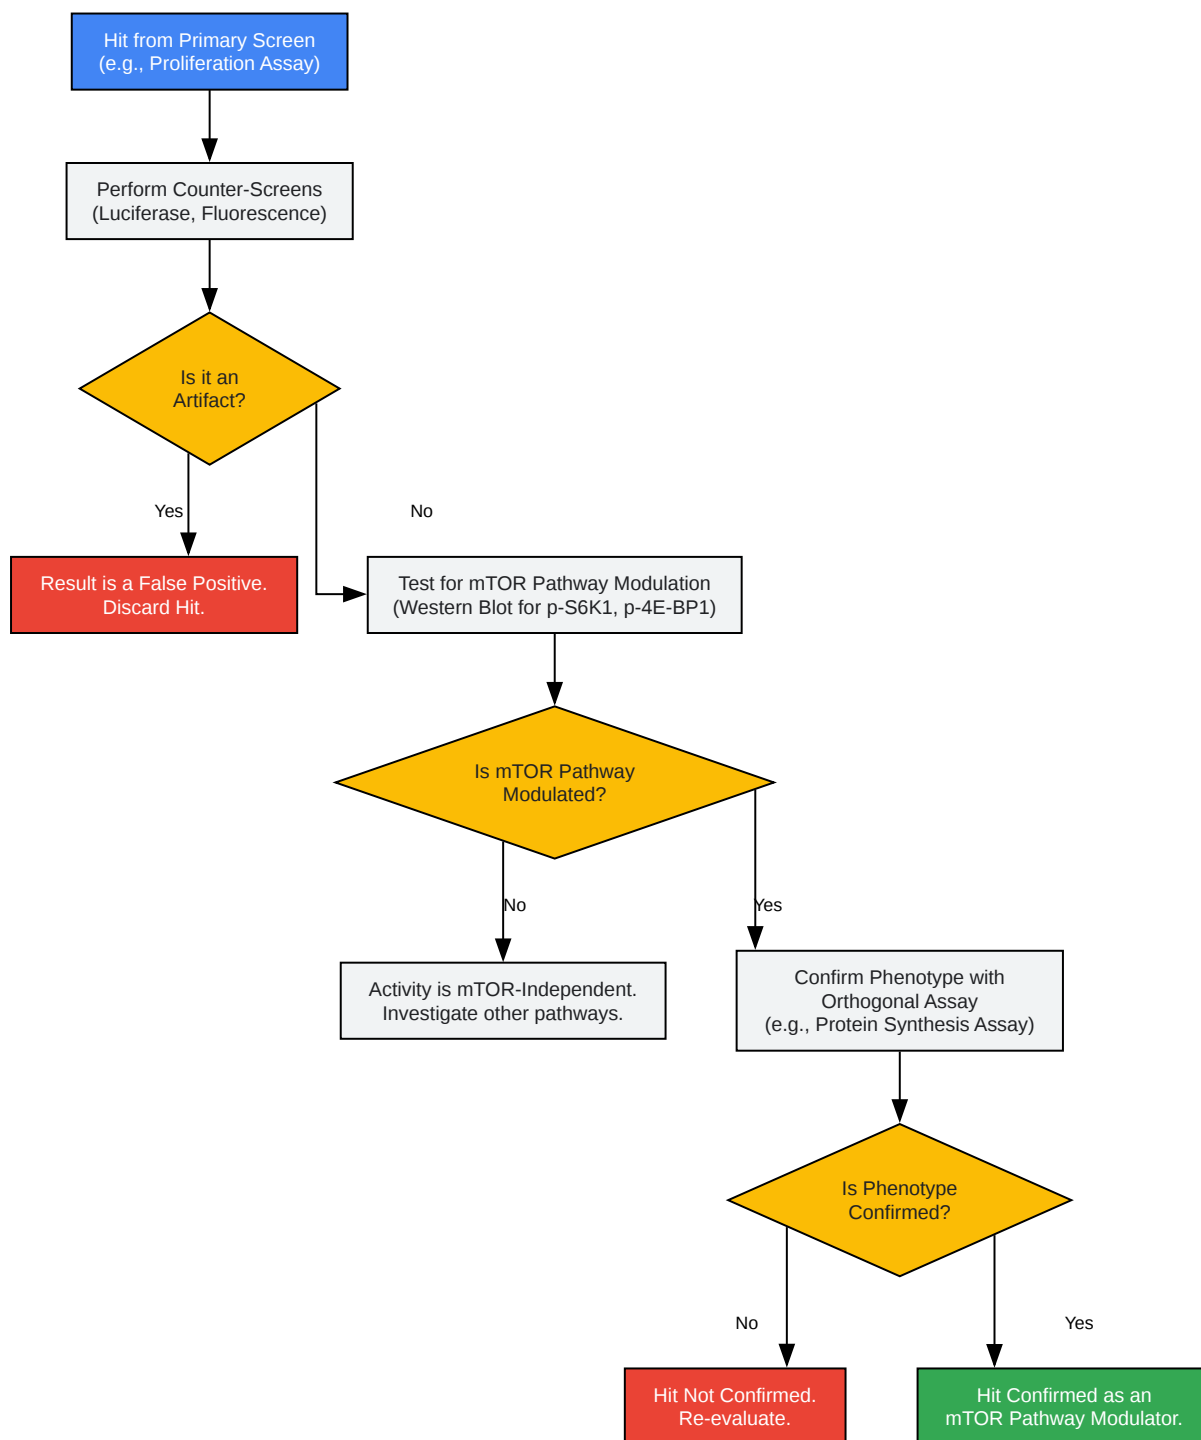 Hit from Primary Screen
(e.g., Proliferation Assay)
Perform Counter-Screens
(Luciferase, Fluorescence)
Is it an
Artifact?
Yes
No
Result is a False Positive.
Discard Hit.
Test for mTOR Pathway Modulation
(Western Blot for p-S6K1, p-4E-BP1)
Is mTOR Pathway
Modulated?
No
Yes
Activity is mTOR-Independent.
Investigate other pathways.
Confirm Phenotype with
Orthogonal Assay
(e.g., Protein Synthesis Assay)
Is Phenotype
Confirmed?
No
Yes
Hit Not Confirmed.
Re-evaluate.
Hit Confirmed as an
mTOR Pathway Modulator.